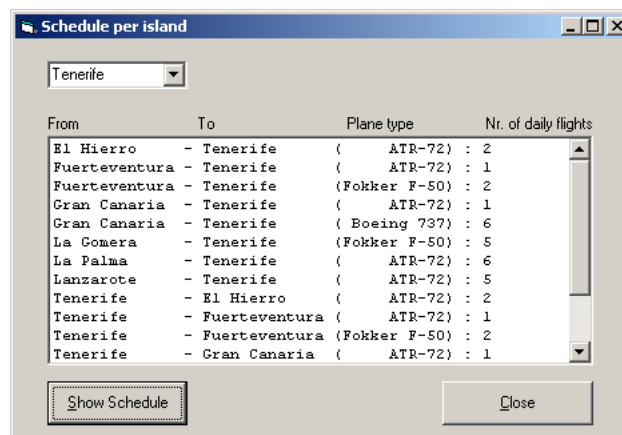 Schedule per island
Tenerife
From To Plane type Nr. of daily flights
El Hierro - Tenerife ( ATR-72) : 2
Fuerteventura - Tenerife ( ATR-72) : 1
Fuerteventura - Tenerife (Fokker F-50) : 2
Gran Canaria - Tenerife ( ATR-72) : 1
Gran Canaria - Tenerife ( Boeing 737) : 6
La Gomera - Tenerife (Fokker F-50) : 5
La Palma - Tenerife ( ATR-72) : 6
Lanzarote - Tenerife ( ATR-72) : 5
Tenerife - El Hierro ( ATR-72) : 2
Tenerife - Fuerteventura ( ATR-72) : 1
Tenerife - Fuerteventura (Fokker F-50) : 2
Tenerife - Gran Canaria ( ATR-72) : 1
Show Schedule Close